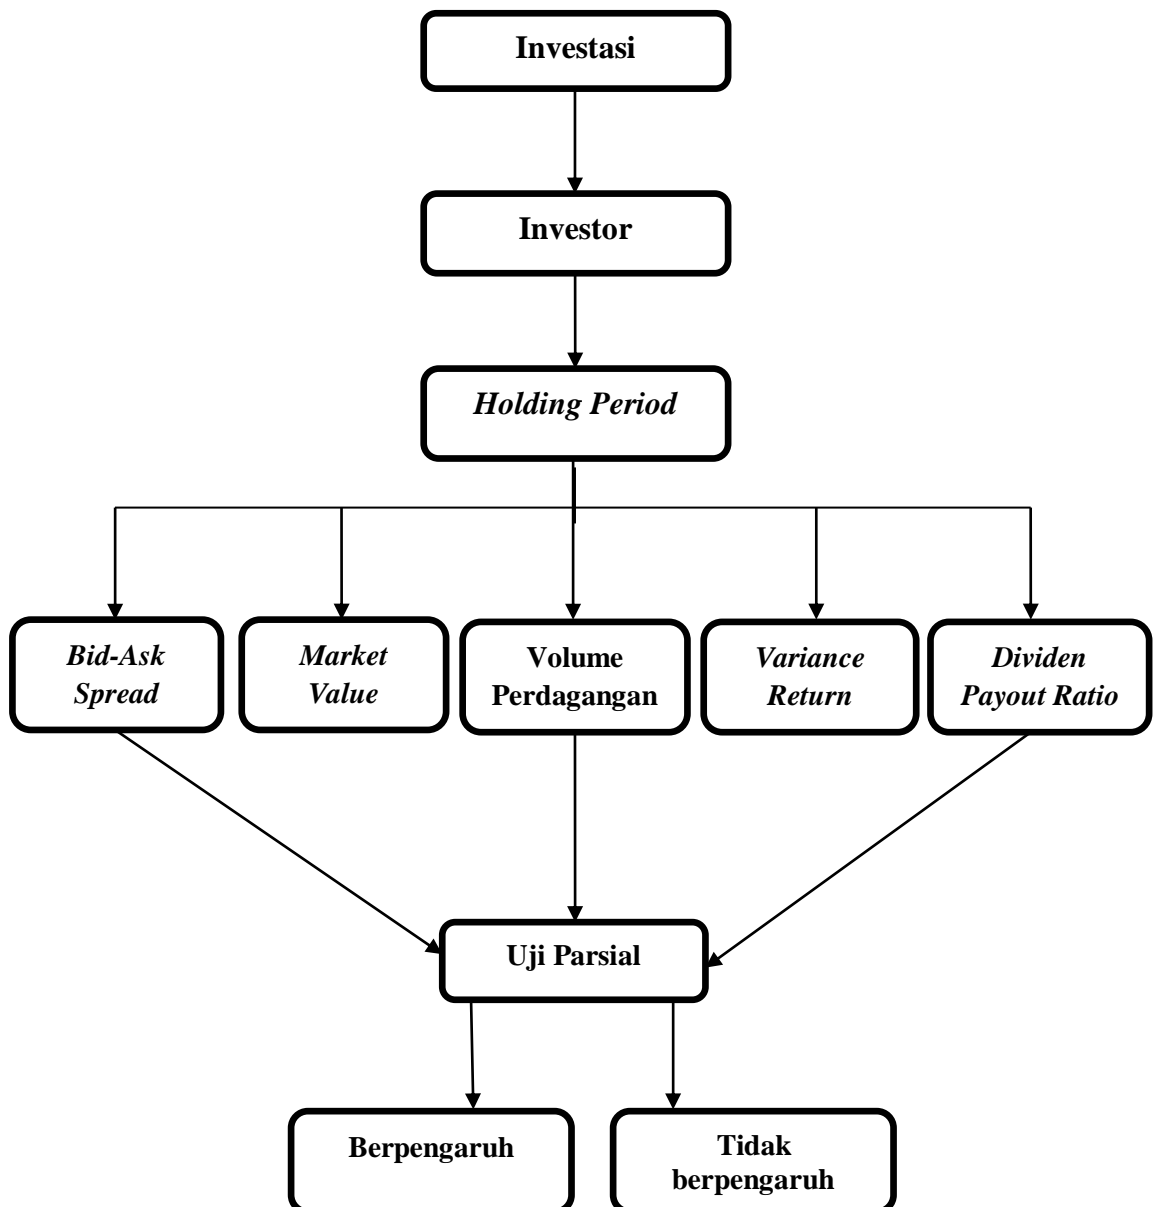 Investasi
Investor
Holding Period
Bid-Ask
Spread
Market
Value
Volume
Perdagangan
Variance
Return
Dividen
Payout Ratio
Uji Parsial
Berpengaruh
Tidak
berpengaruh